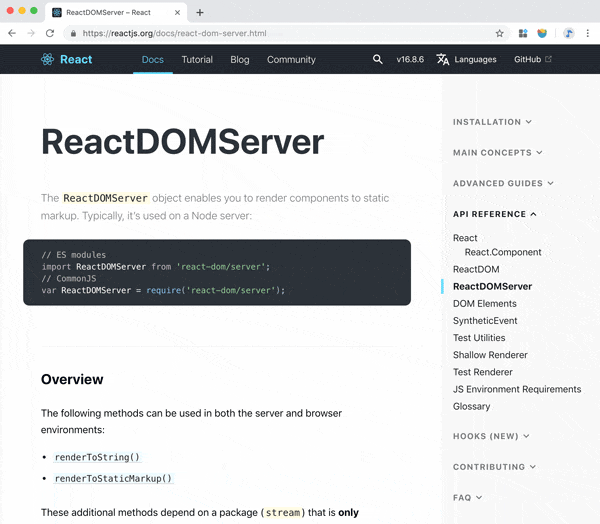 ReactDOMServer – React
https://reactjs.org/docs/react-dom-server.html
React
Docs
Tutorial
Blog
Community
v16.8.6
Languages
GitHub
ReactDOMServer
The ReactDOMServer object enables you to render components to static
markup. Typically, it's used on a Node server:
// ES modules
import ReactDOMServer from 'react-dom/server';
// CommonJS
var ReactDOMServer = require('react-dom/server');
Overview
The following methods can be used in both the server and browser
environments:
• renderToString()
• renderToStaticMarkup()
These additional methods depend on a package (stream) that is only
INSTALLATION
MAIN CONCEPTS
ADVANCED GUIDES
API REFERENCE
React
React.Component
ReactDOM
ReactDOMServer
DOM Elements
SyntheticEvent
Test Utilities
Shallow Renderer
Test Renderer
JS Environment Requirements
Glossary
HOOKS (NEW)
CONTRIBUTING
FAQ